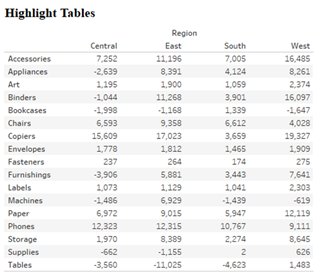 Highlight Tables
Region
Central East South West
Accessories 7,252 11,196 7,005 16,485
Appliances -2,639 8,391 4,124 8,261
Art 1,195 1,900 1,059 2,374
Binders -1,044 11,268 3,901 16,097
Bookcases -1,998 -1,168 1,339 -1,647
Chairs 6,593 9,358 6,612 4,028
Copiers 15,609 17,023 3,659 19,327
Envelopes 1,778 1,812 1,465 1,909
Fasteners 237 264 174 275
Furnishings -3,906 5,881 3,443 7,641
Labels 1,073 1,129 1,041 2,303
Machines -1,486 6,929 -1,439 -619
Paper 6,972 9,015 5,947 12,119
Phones 12,323 12,315 10,767 9,111
Storage 1,970 8,389 2,274 8,645
Supplies -662 -1,155 2 626
Tables -3,560 -11,025 -4,623 1,483